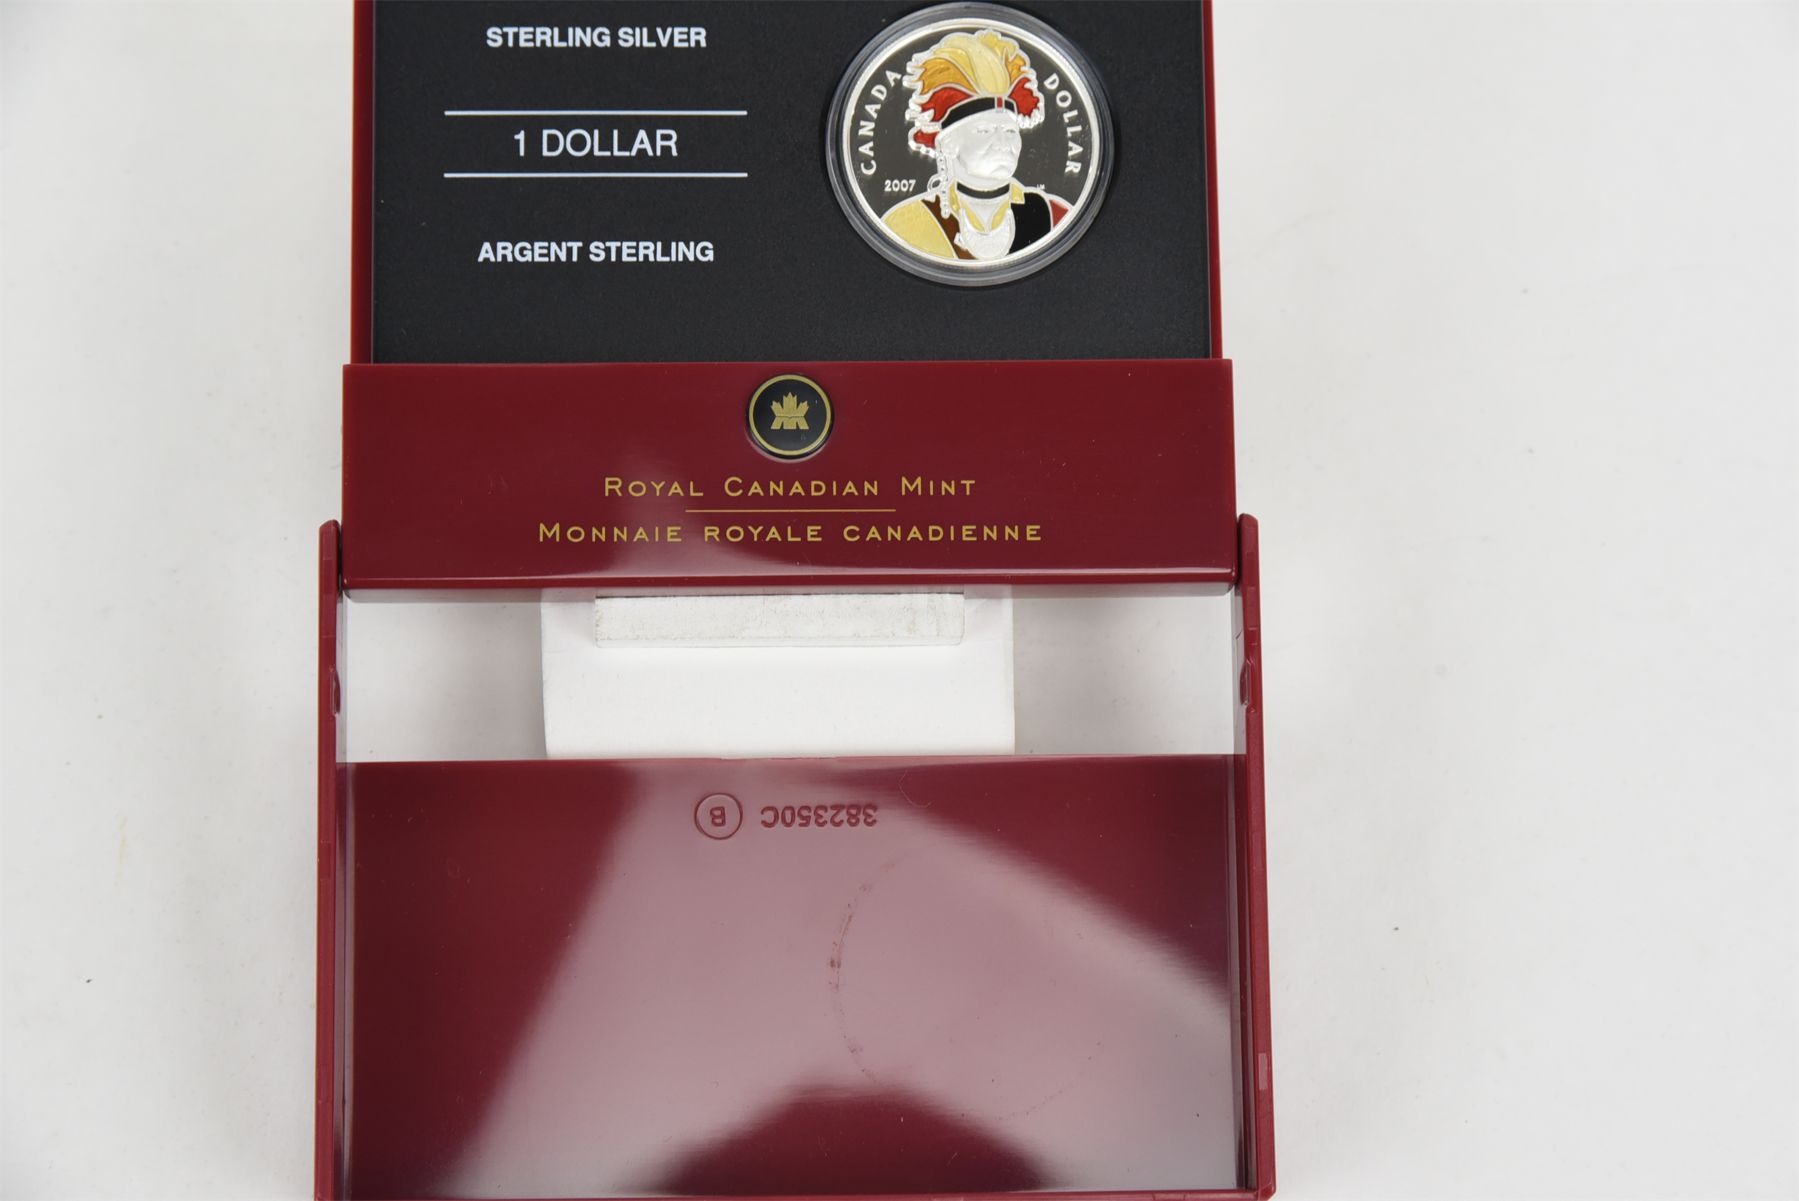 STERLING SILVER
1 DOLLAR
ARGENT STERLING
CANADA
DOLLAR
2007
ROYAL CANADIAN MINT
MONNAIE ROYALE CANADIENNE
382350C B